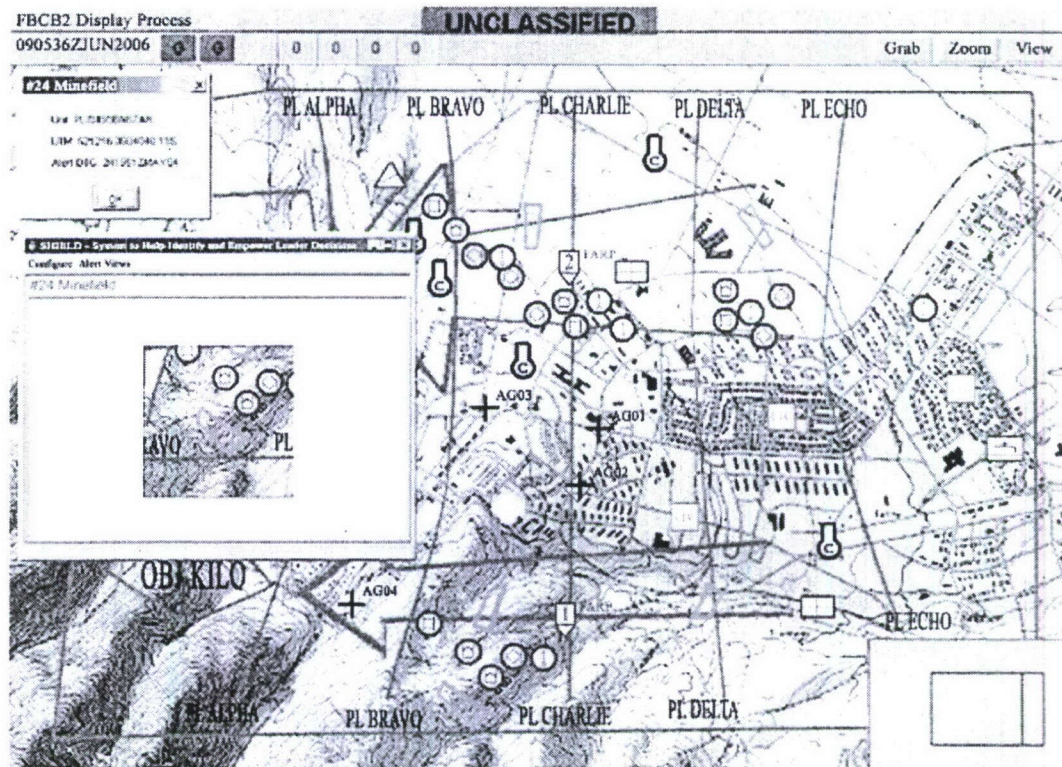 FBCB2 Display Process
UNCLASSIFIED
090536ZJUN2006
0 0 0 0
Grab Zoom View
#24 Minefield
PL ALPHA
PL BRAVO
PL CHARLIE
PL DELTA
PL ECHO
OK
C
SHIELD - System to Help Identify and Empower Leader Decisions
Configure Alert Views
#24 Minefield
C
2
FARP
C
AG03
AG01
AG02
PL
C
OBJ KILO
AG04
1
FARP
PL ECHO
PL ALPHA
PL BRAVO
PL CHARLIE
PL DELTA